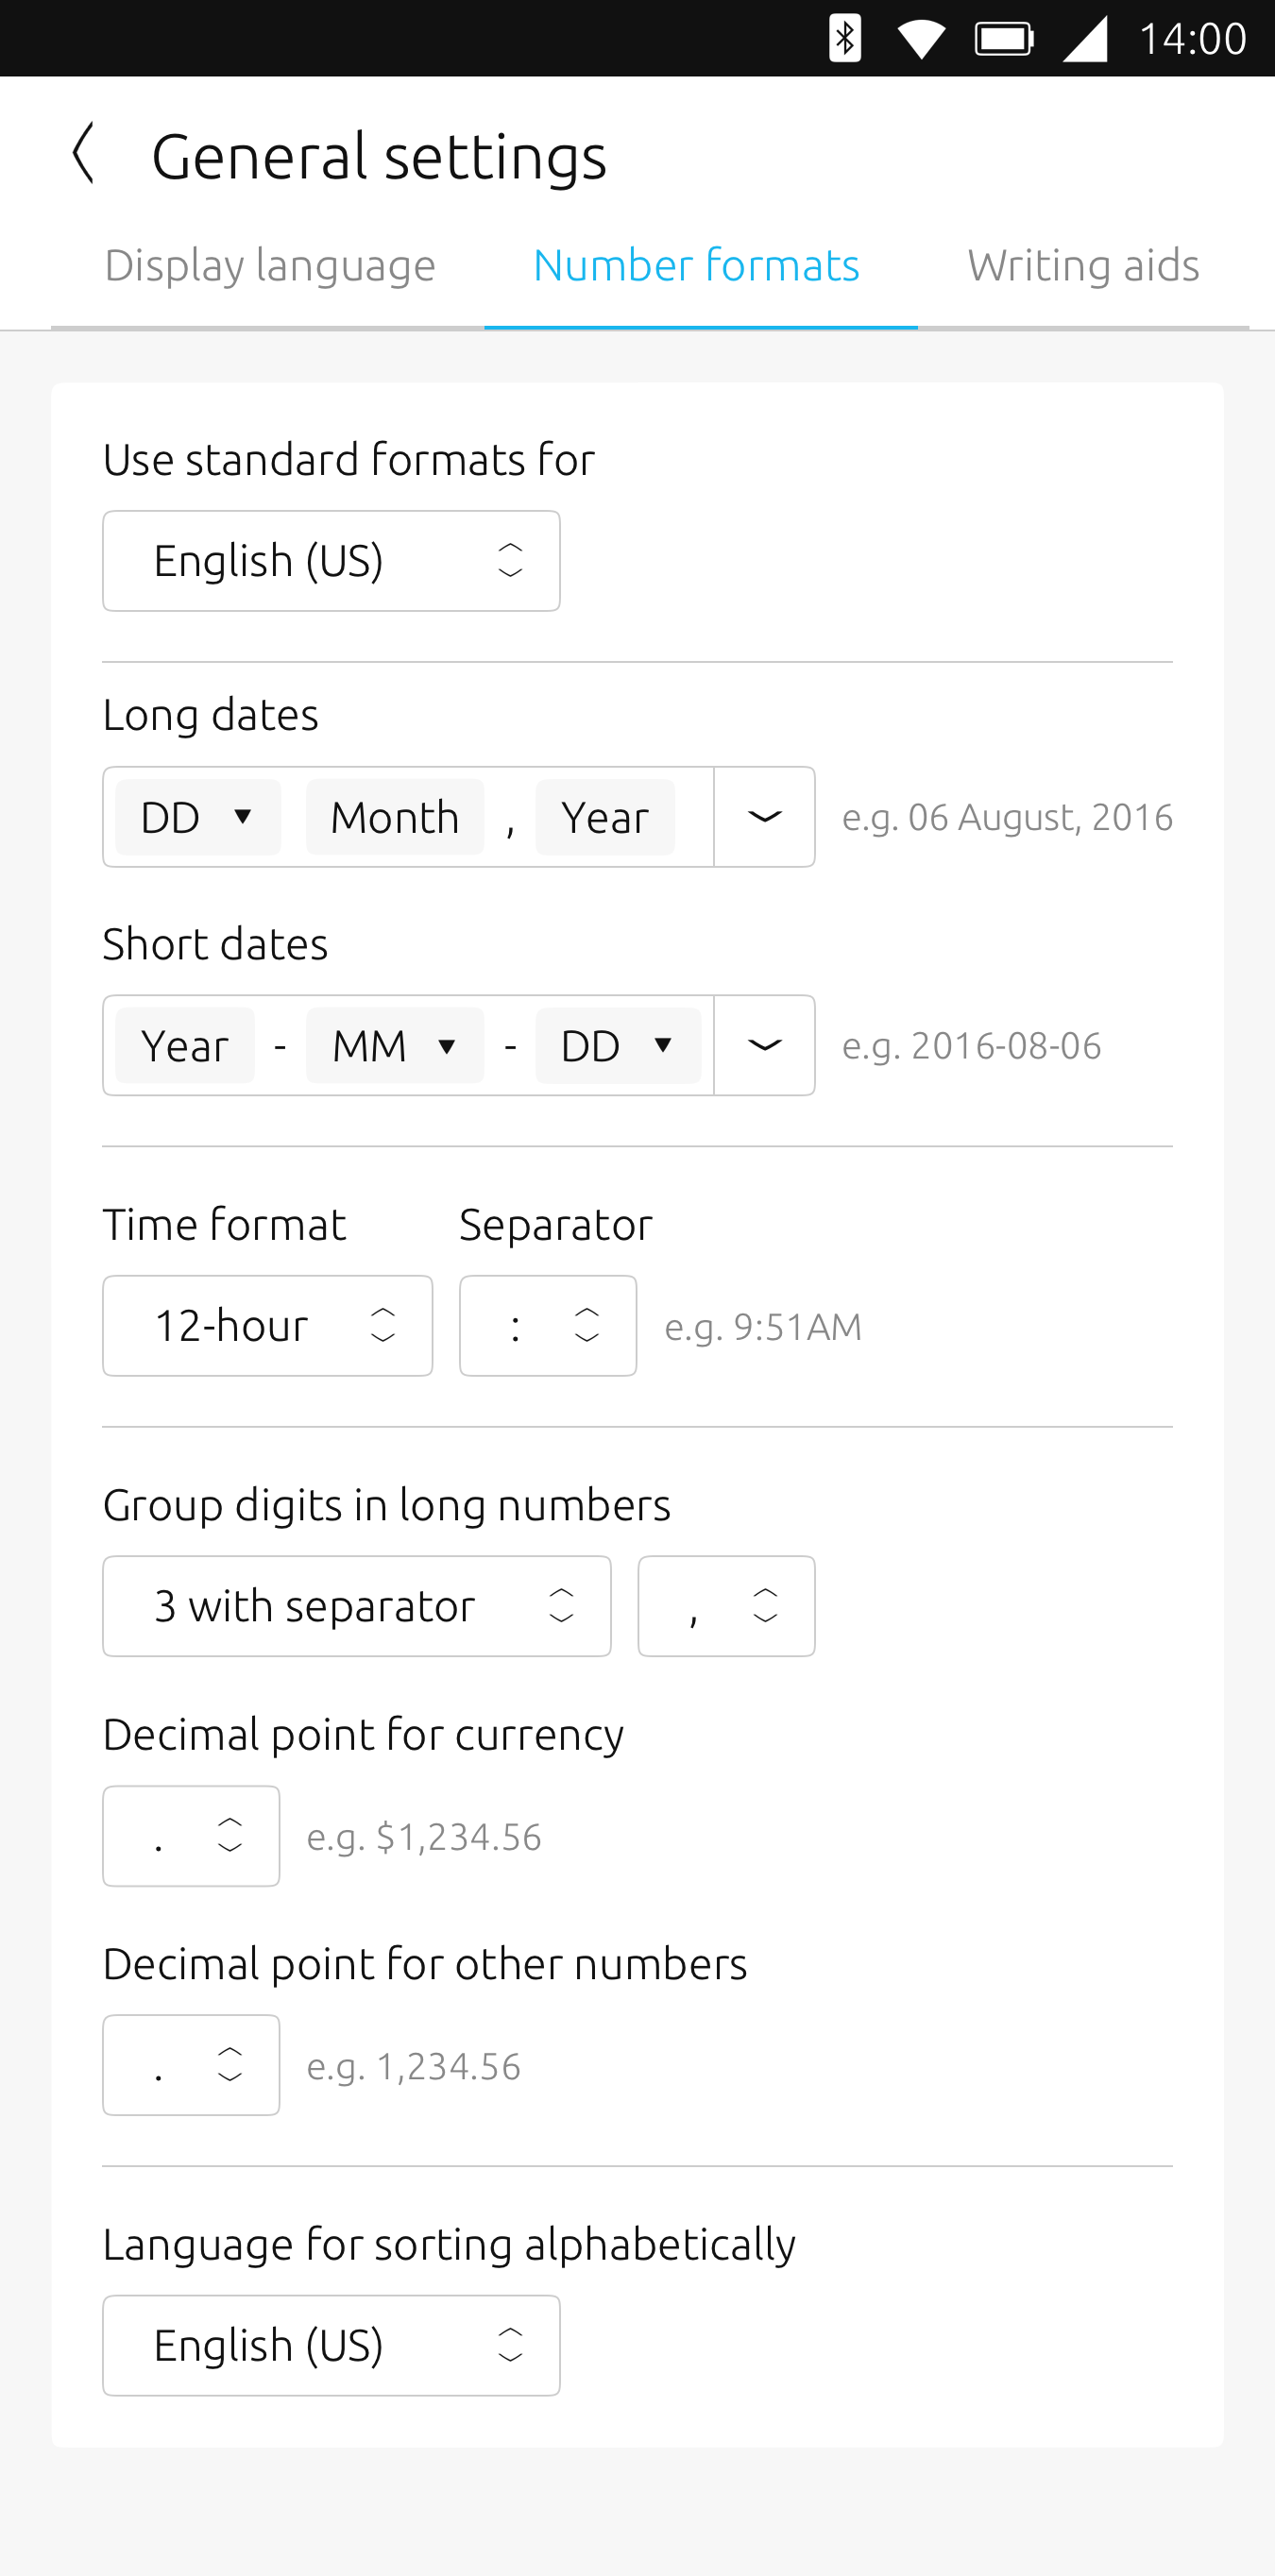 14:00
General settings
Display language Number formats Writing aids
Use standard formats for
English (US)
Long dates
DD Month , Year e.g. 06 August, 2016
Short dates
Year - MM - DD e.g. 2016-08-06
Time format Separator
12-hour : e.g. 9:51AM
Group digits in long numbers
3 with separator ,
Decimal point for currency
. e.g. $1,234.56
Decimal point for other numbers
. e.g. 1,234.56
Language for sorting alphabetically
English (US)